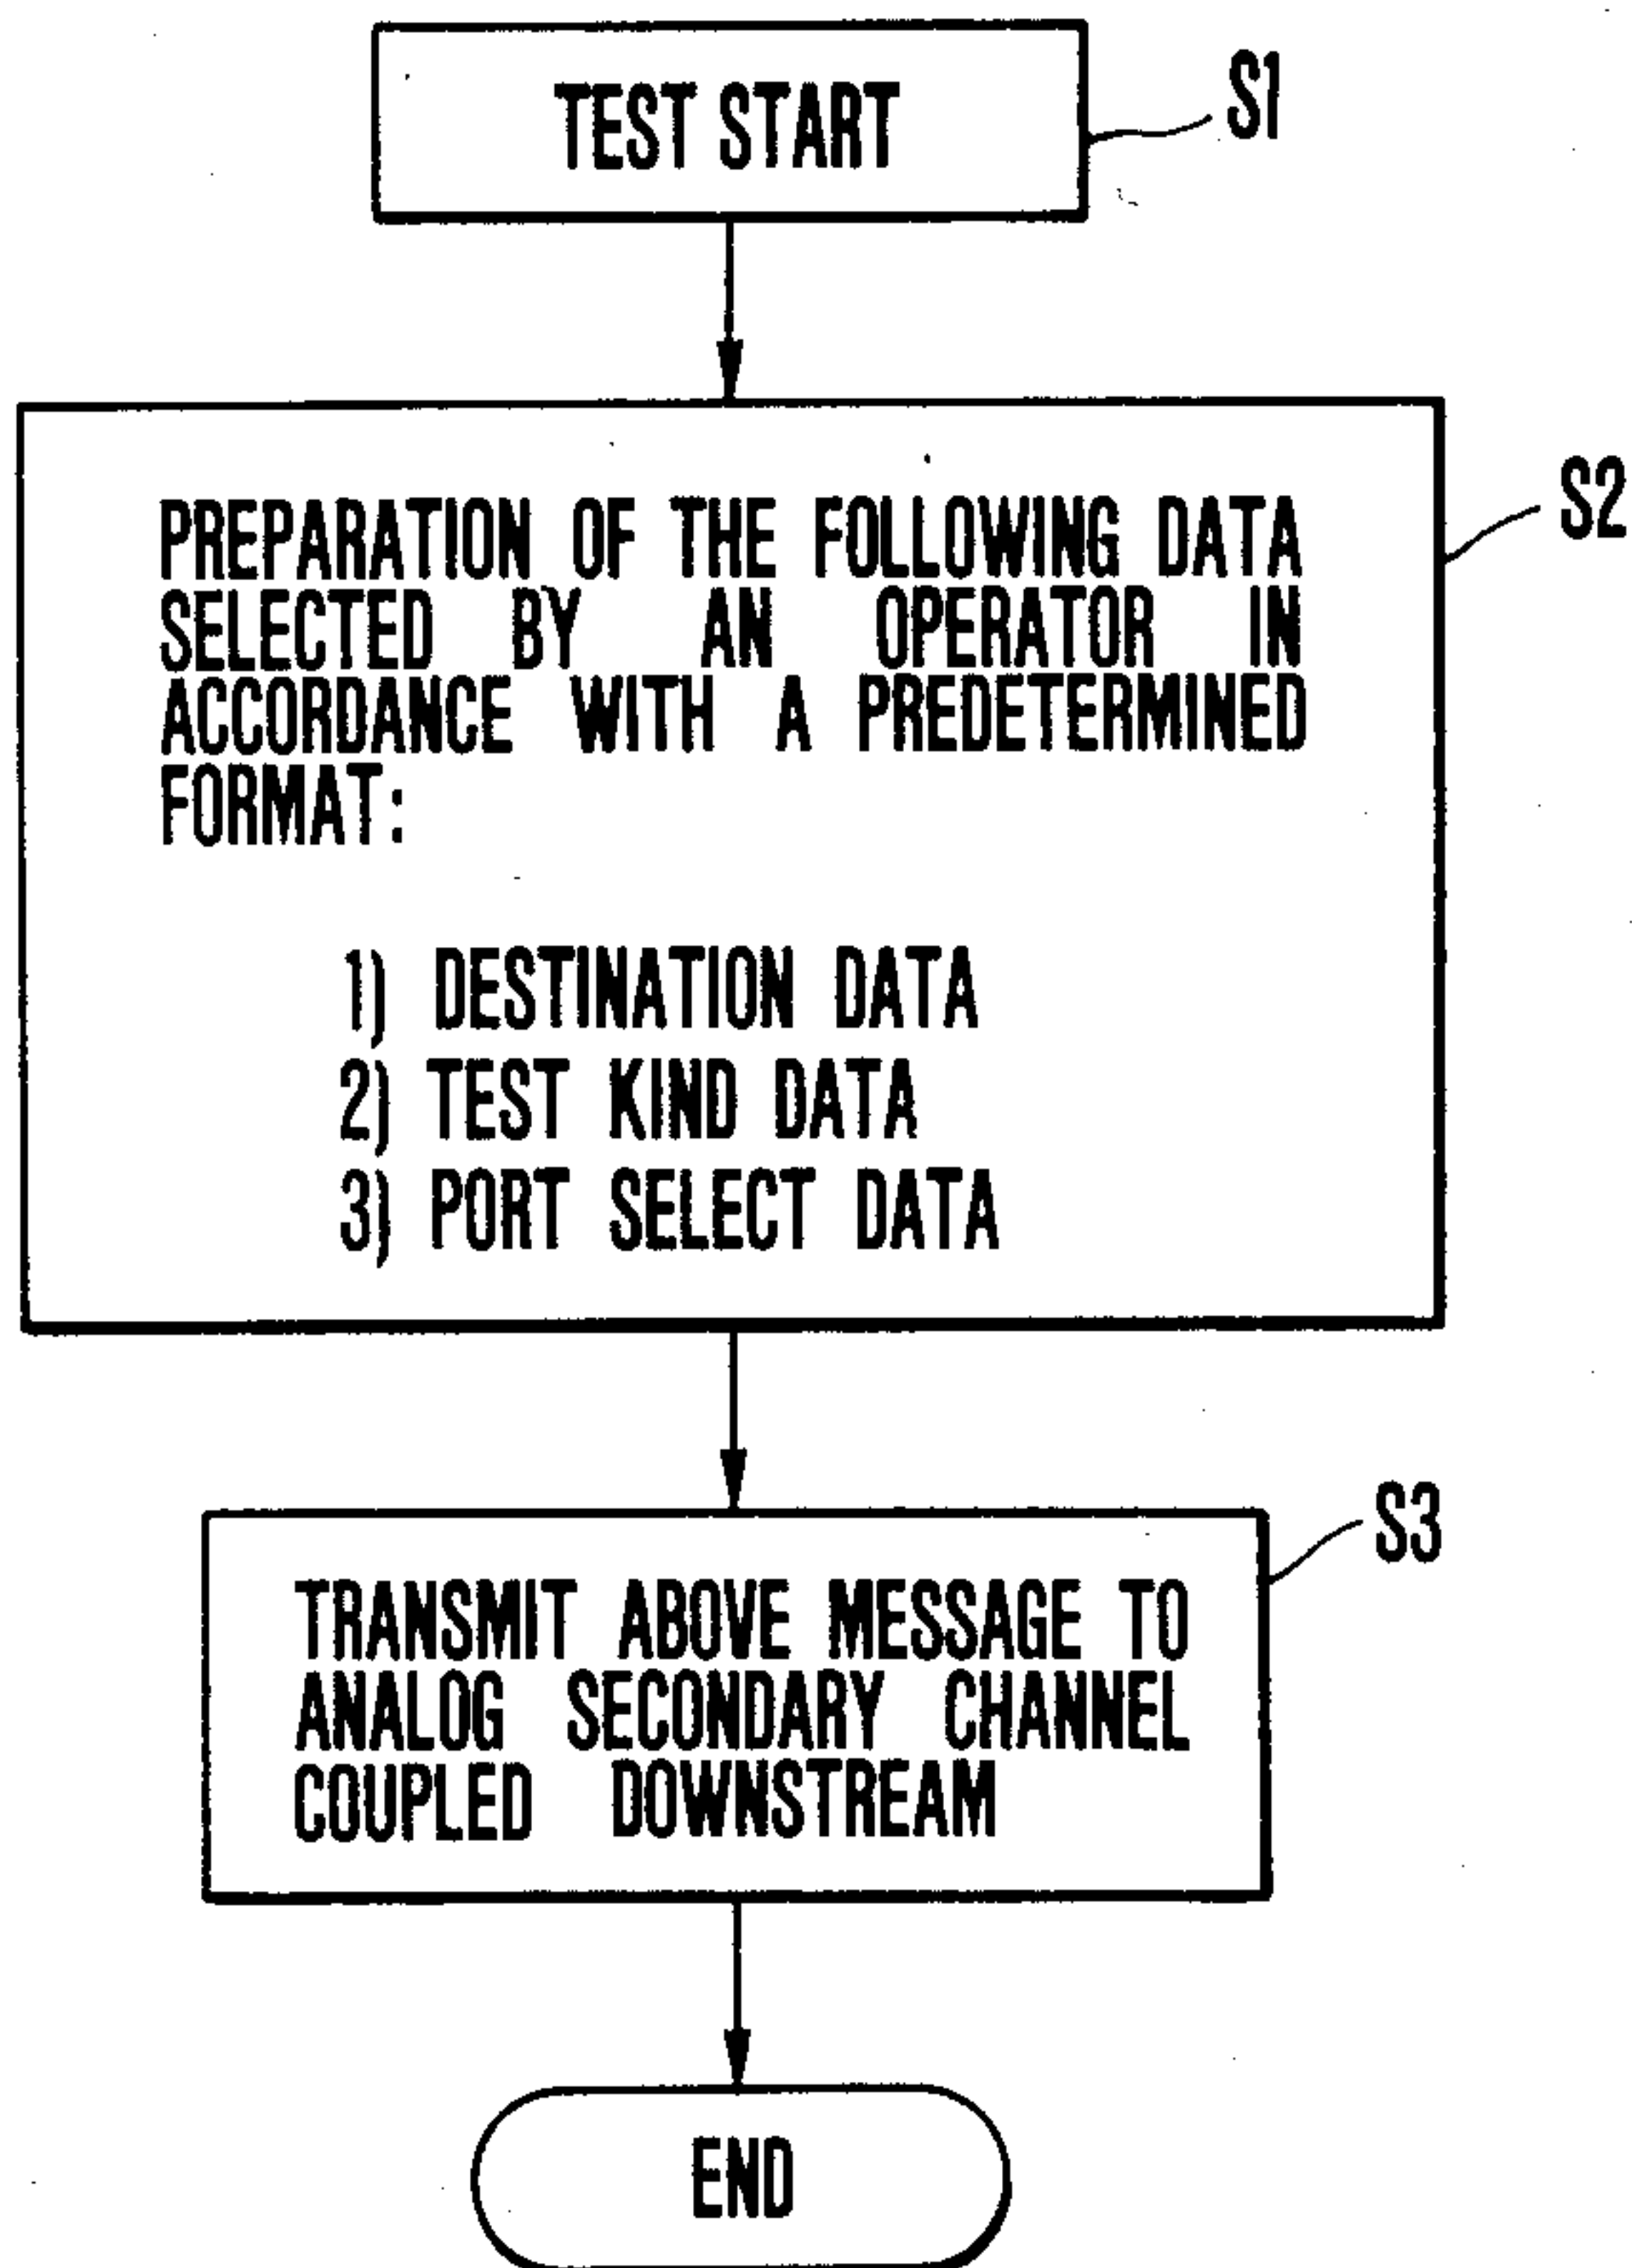 TEST START
S1
PREPARATION OF THE FOLLOWING DATA
S2
SELECTED BY AN OPERATOR IN
ACCORDANCE WITH A PREDETERMINED
FORMAT:
1) DESTINATION DATA
2) TEST KIND DATA
3) PORT SELECT DATA
S3
TRANSMIT ABOVE MESSAGE TO
ANALOG SECONDARY CHANNEL
COUPLED DOWNSTREAM
END